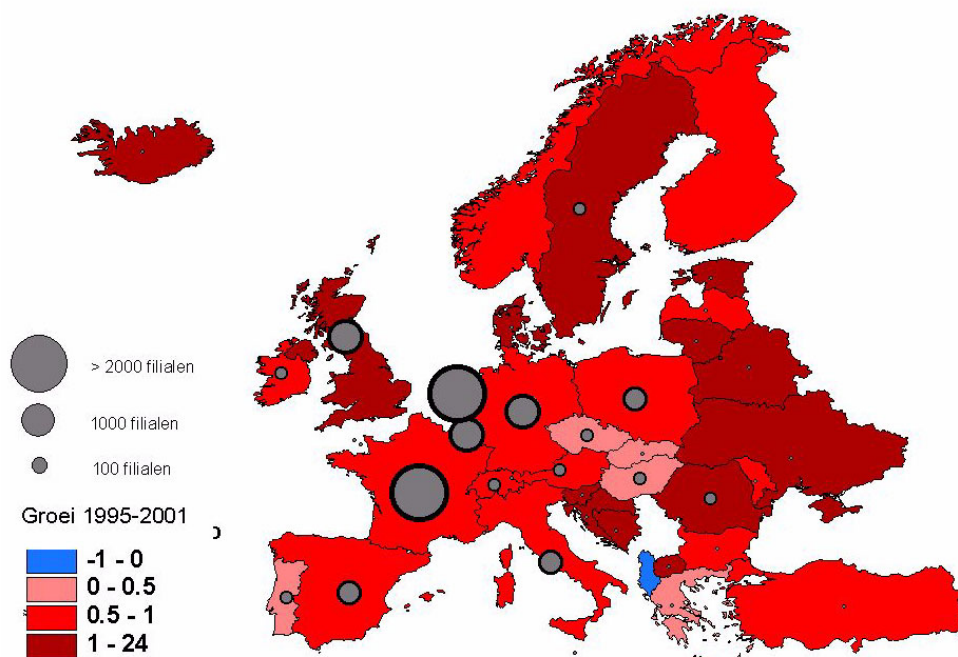 > 2000 filialen
1000 filialen
100 filialen
Groei 1995-2001
-1 - 0
0 - 0.5
0.5 - 1
1 - 24